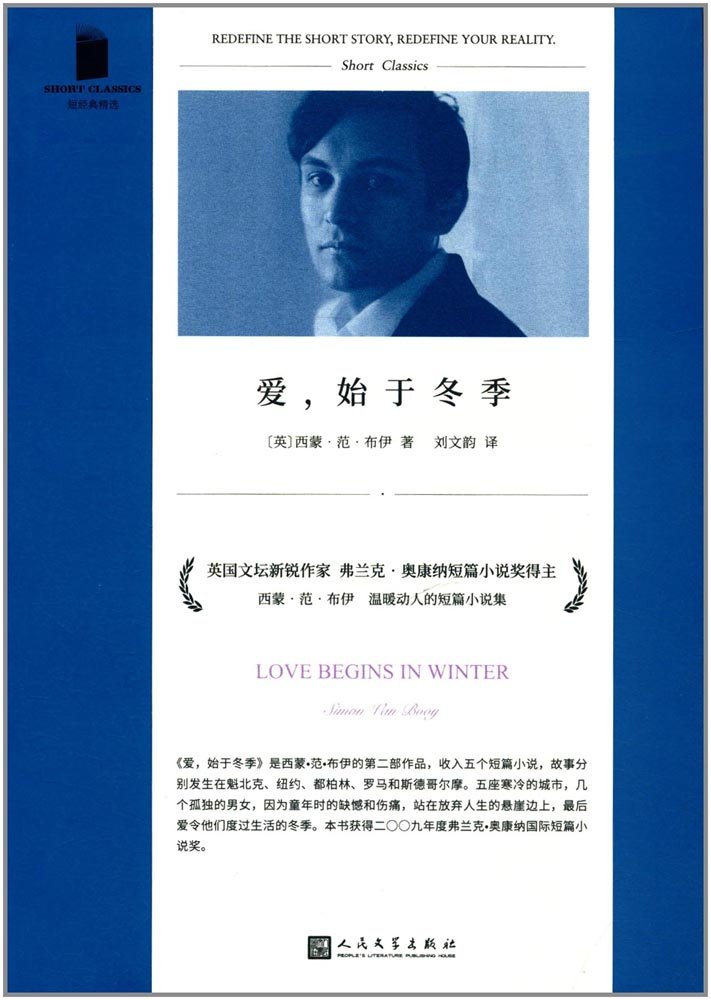 REDEFINE THE SHORT STORY, REDEFINE YOUR REALITY.
Short Classics
SHORT CLASSICS
短经典精选
爱，始于冬季
〔英〕西蒙·范·布伊 著 刘文韵 译
英国文坛新锐作家 弗兰克·奥康纳短篇小说奖得主
西蒙·范·布伊 温暖动人的短篇小说集
LOVE BEGINS IN WINTER
Simon Van Booy
《爱，始于冬季》是西蒙•范•布伊的第二部作品，收入五个短篇小说，故事分
别发生在魁北克、纽约、都柏林、罗马和斯德哥尔摩。五座寒冷的城市，几
个孤独的男女，因为童年时的缺憾和伤痛，站在放弃人生的悬崖边上，最后
爱令他们度过生活的冬季。本书获得二〇〇九年度弗兰克•奥康纳国际短篇小
说奖。
人民文学出版社
PEOPLE'S LITERATURE PUBLISHING HOUSE